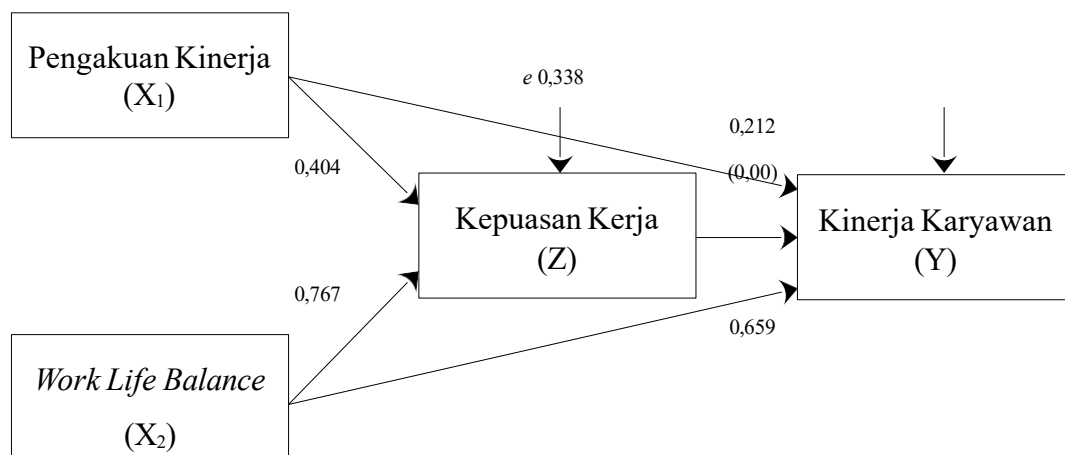 Pengakuan Kinerja
(X₁)
e 0,338
0,212
(0,00)
0,404
Kepuasan Kerja
(Z)
Kinerja Karyawan
(Y)
0,767
0,659
Work Life Balance
(X₂)